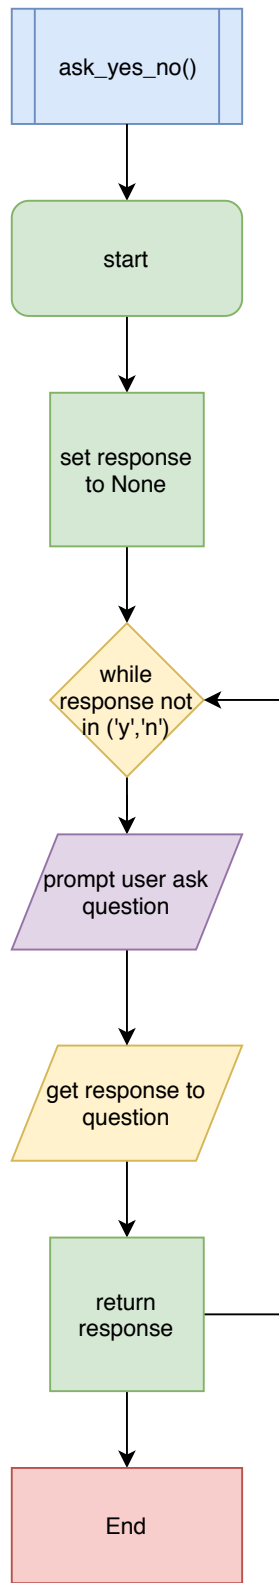 ask_yes_no()
start
set response
to None
while
response not
in ('y','n')
prompt user ask
question
get response to
question
return
response
End